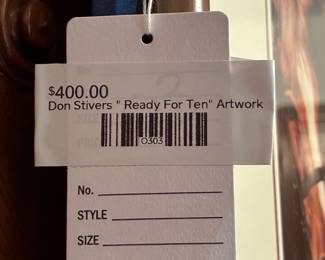 $400.00
Don Stivers " Ready For Ten" Artwork
O303
No.
STYLE
SIZE